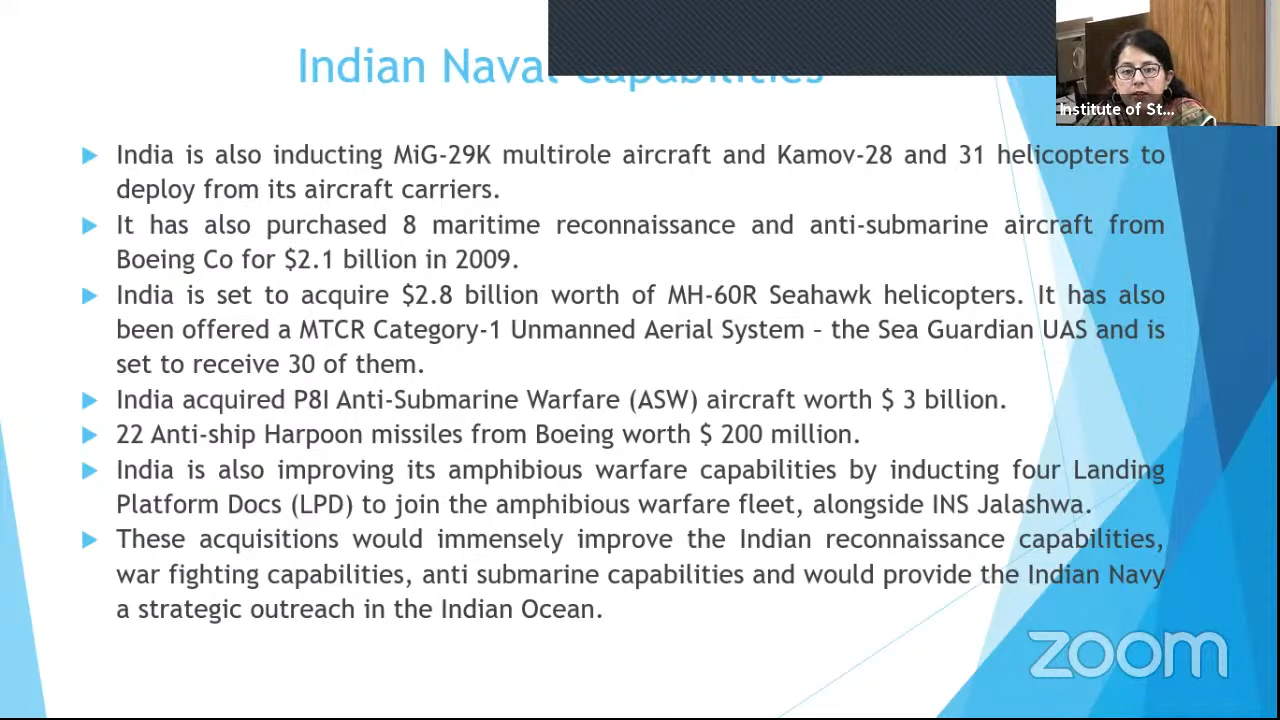 Indian Naval Capabilities
Institute of St...
India is also inducting MiG-29K multirole aircraft and Kamov-28 and 31 helicopters to
deploy from its aircraft carriers.
It has also purchased 8 maritime reconnaissance and anti-submarine aircraft from
Boeing Co for $2.1 billion in 2009.
India is set to acquire $2.8 billion worth of MH-60R Seahawk helicopters. It has also
been offered a MTCR Category-1 Unmanned Aerial System – the Sea Guardian UAS and is
set to receive 30 of them.
India acquired P8I Anti-Submarine Warfare (ASW) aircraft worth $ 3 billion.
22 Anti-ship Harpoon missiles from Boeing worth $ 200 million.
India is also improving its amphibious warfare capabilities by inducting four Landing
Platform Docs (LPD) to join the amphibious warfare fleet, alongside INS Jalashwa.
These acquisitions would immensely improve the Indian reconnaissance capabilities,
war fighting capabilities, anti submarine capabilities and would provide the Indian Navy
a strategic outreach in the Indian Ocean.
zoom